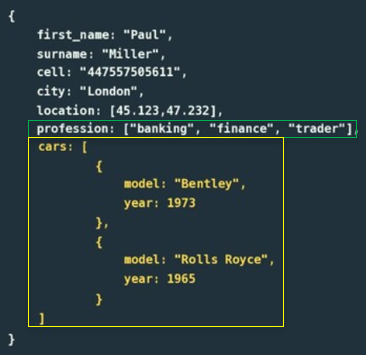 {
first_name: "Paul",
surname: "Miller",
cell: "447557505611",
city: "London",
location: [45.123,47.232],
profession: ["banking", "finance", "trader"],
cars: [
{
model: "Bentley",
year: 1973
},
{
model: "Rolls Royce",
year: 1965
}
]
}